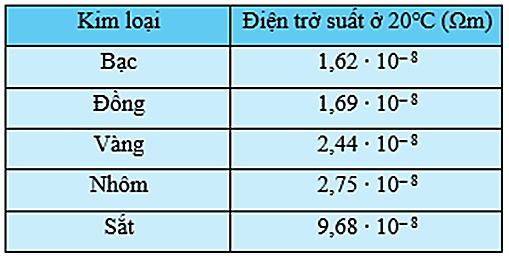 Kim loại Điện trở suất ở 20°C (Ωm)
Bạc 1,62 · 10⁻⁸
Đồng 1,69 · 10⁻⁸
Vàng 2,44 · 10⁻⁸
Nhôm 2,75 · 10⁻⁸
Sắt 9,68 · 10⁻⁸